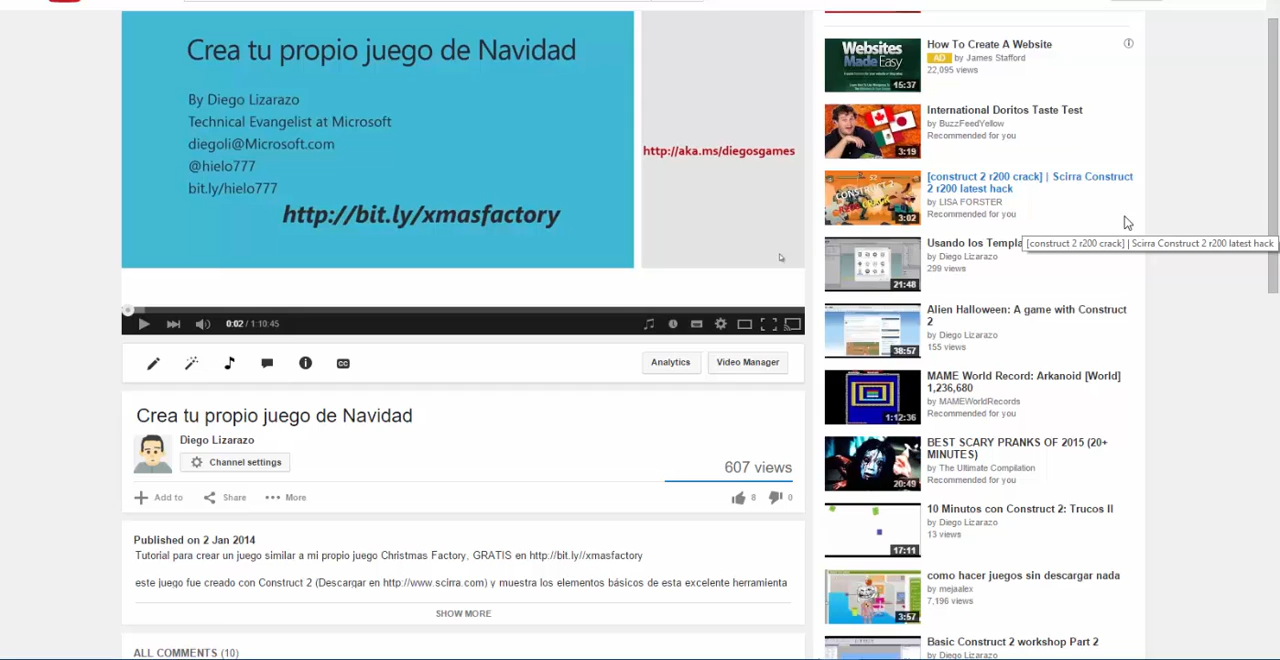 Crea tu propio juego de Navidad
By Diego Lizarazo
Technical Evangelist at Microsoft
diegoli@Microsoft.com
@hielo777
bit.ly/hielo777
http://bit.ly/xmasfactory
http://aka.ms/diegosgames
0:02 / 1:10:45
CC
Analytics
Video Manager
Crea tu propio juego de Navidad
Diego Lizarazo
Channel settings
607 views
Add to
Share
More
8
0
Published on 2 Jan 2014
Tutorial para crear un juego similar a mi propio juego Christmas Factory, GRATIS en http://bit.ly//xmasfactory
este juego fue creado con Construct 2 (Descargar en http://www.scirra.com) y muestra los elementos básicos de esta excelente herramienta
SHOW MORE
ALL COMMENTS (10)
Websites
Made Easy
15:37
How To Create A Website
AD by James Stafford
22,095 views
3:19
International Doritos Taste Test
by BuzzFeedYellow
Recommended for you
CONSTRUCT 2
3:02
[construct 2 r200 crack] | Scirra Construct
2 r200 latest hack
by LISA FORSTER
Recommended for you
[construct 2 r200 crack] | Scirra Construct 2 r200 latest hack
21:48
Usando los Templa
by Diego Lizarazo
299 views
38:57
Alien Halloween: A game with Construct
2
by Diego Lizarazo
155 views
1:12:36
MAME World Record: Arkanoid [World]
1,236,680
by MAMEWorldRecords
Recommended for you
20:49
BEST SCARY PRANKS OF 2015 (20+
MINUTES)
by The Ultimate Compilation
Recommended for you
17:11
10 Minutos con Construct 2: Trucos II
by Diego Lizarazo
13 views
3:57
como hacer juegos sin descargar nada
by mejaalex
7,196 views
Basic Construct 2 workshop Part 2
by Diego Lizarazo